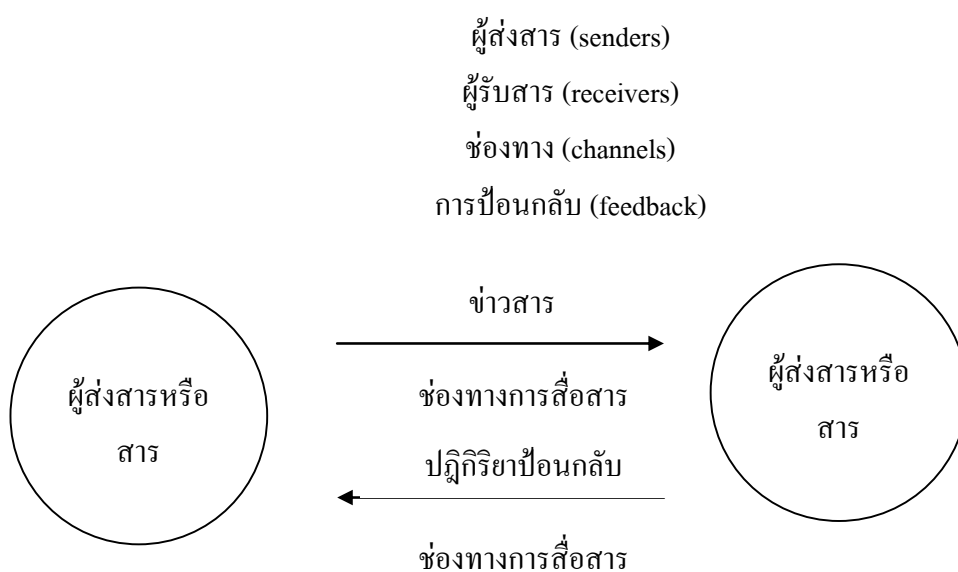 ผู้ส่งสาร (senders)
ผู้รับสาร (receivers)
ช่องทาง (channels)
การป้อนกลับ (feedback)
ผู้ส่งสารหรือ
สาร
ข่าวสาร
ช่องทางการสื่อสาร
ปฎิกิริยาป้อนกลับ
ช่องทางการสื่อสาร
ผู้ส่งสารหรือ
สาร